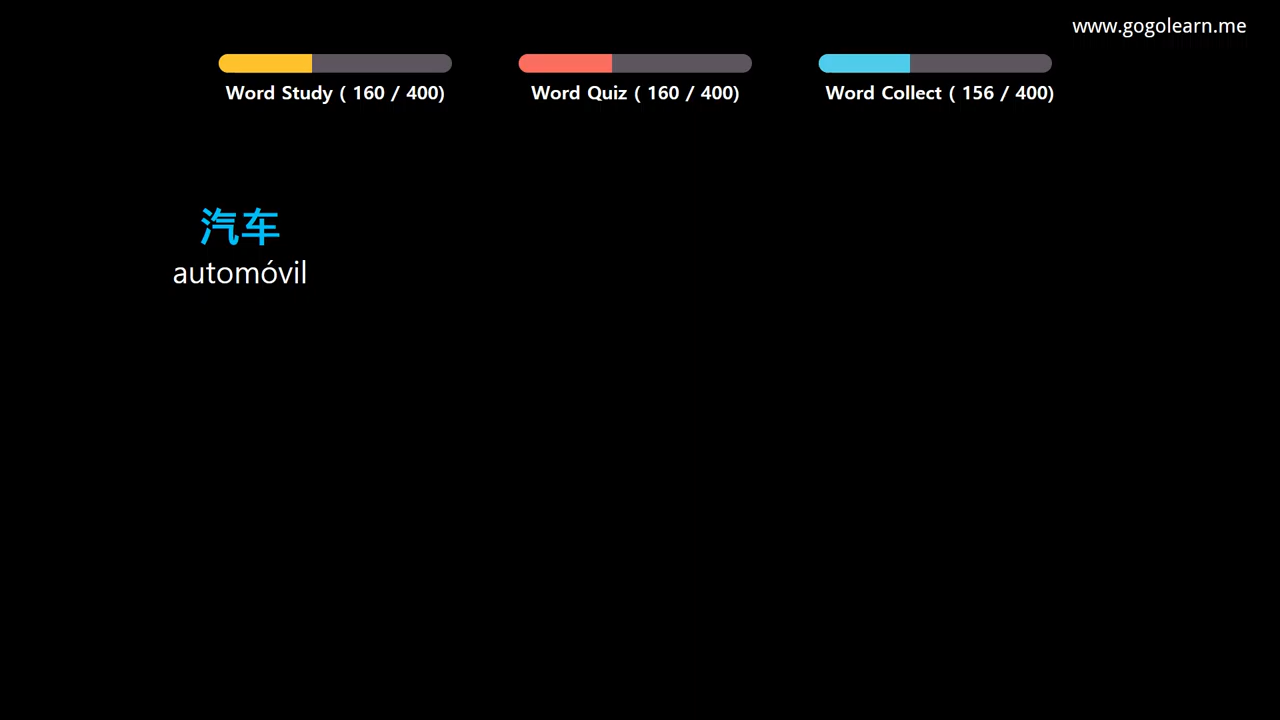 www.gogolearn.me
Word Study ( 160 / 400)
Word Quiz ( 160 / 400)
Word Collect ( 156 / 400)
汽车
automóvil